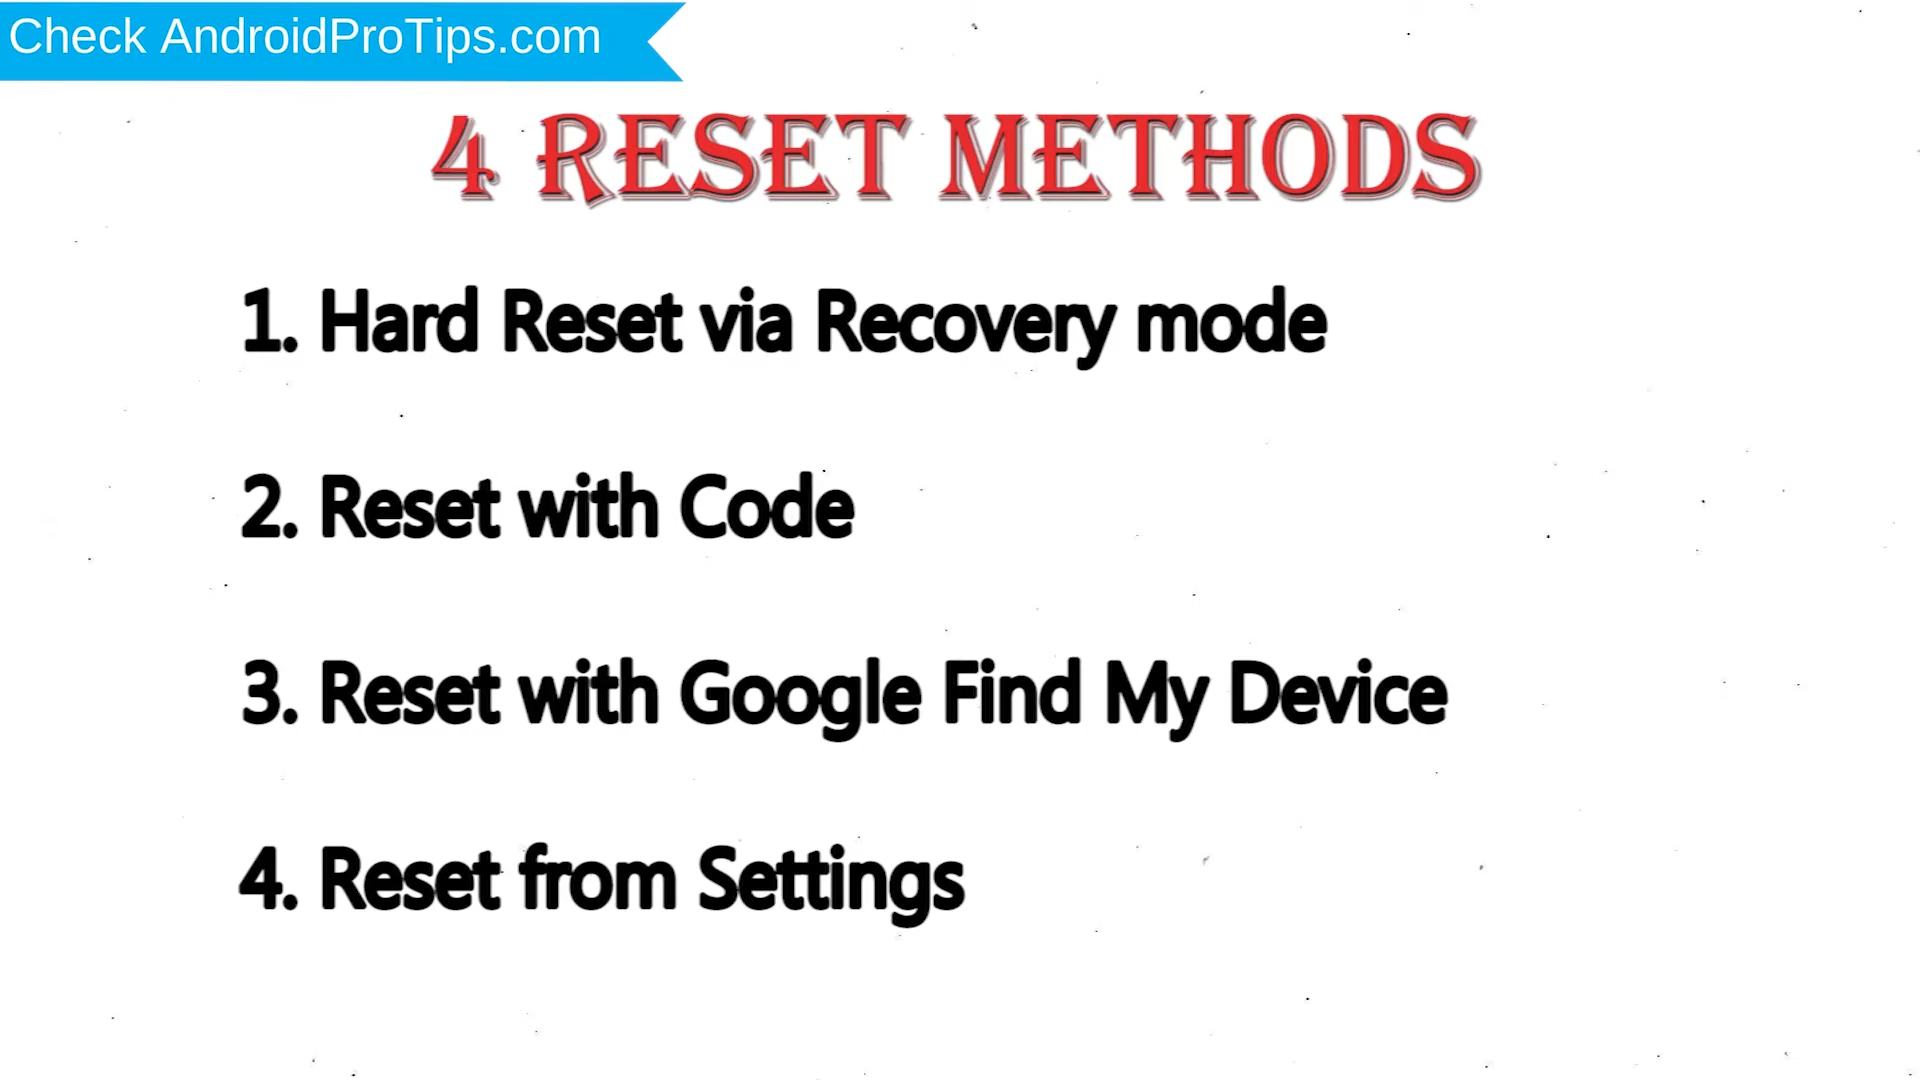 Check AndroidProTips.com
4 RESET METHODS
1. Hard Reset via Recovery mode
2. Reset with Code
3. Reset with Google Find My Device
4. Reset from Settings